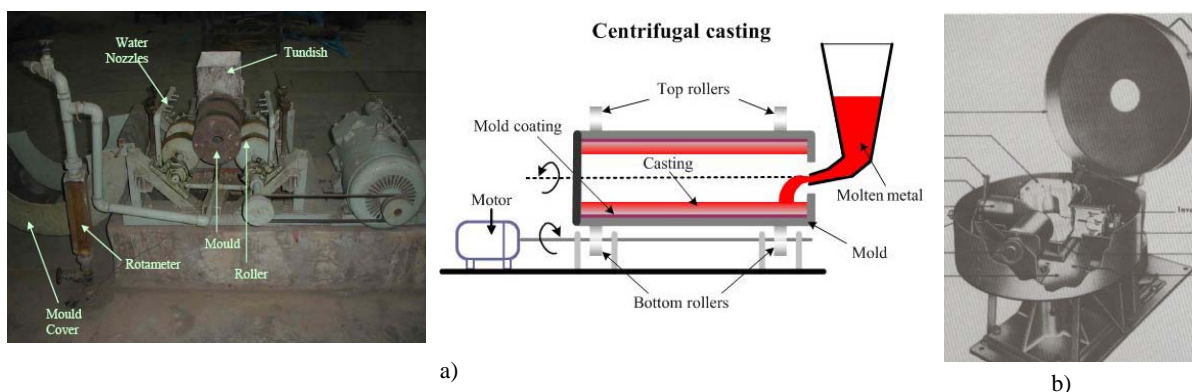 Water
Nozzles
Tundish
Mould
Roller
Rotameter
Mould
Cover
Centrifugal casting
Top rollers
Mold coating
Casting
Molten metal
Motor
Mold
Bottom rollers
a)
b)